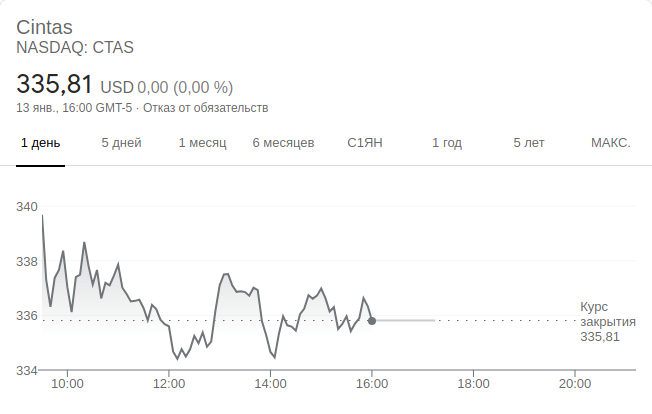 Cintas
NASDAQ: CTAS
335,81 USD 0,00 (0,00 %)
13 янв., 16:00 GMT-5 · Отказ от обязательств
1 день 5 дней 1 месяц 6 месяцев С1ЯН 1 год 5 лет МАКС.
340
338
336
334
Курс
закрытия
335,81
10:00 12:00 14:00 16:00 18:00 20:00